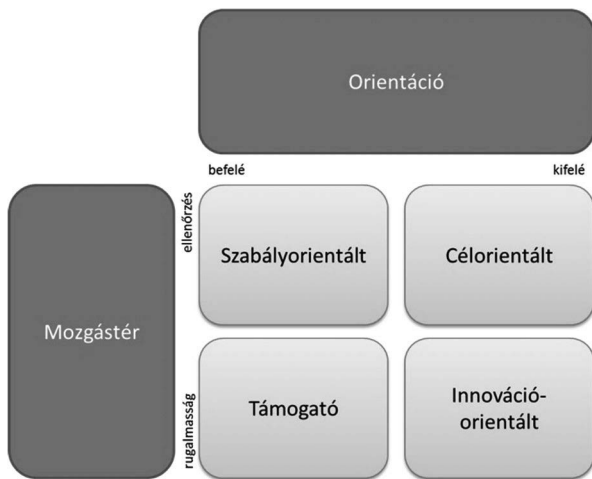 Orientáció
befelé
kifelé
Mozgástér
ellenőrzés
Szabályorientált
Célorientált
rugalmasság
Támogató
Innováció-
orientált